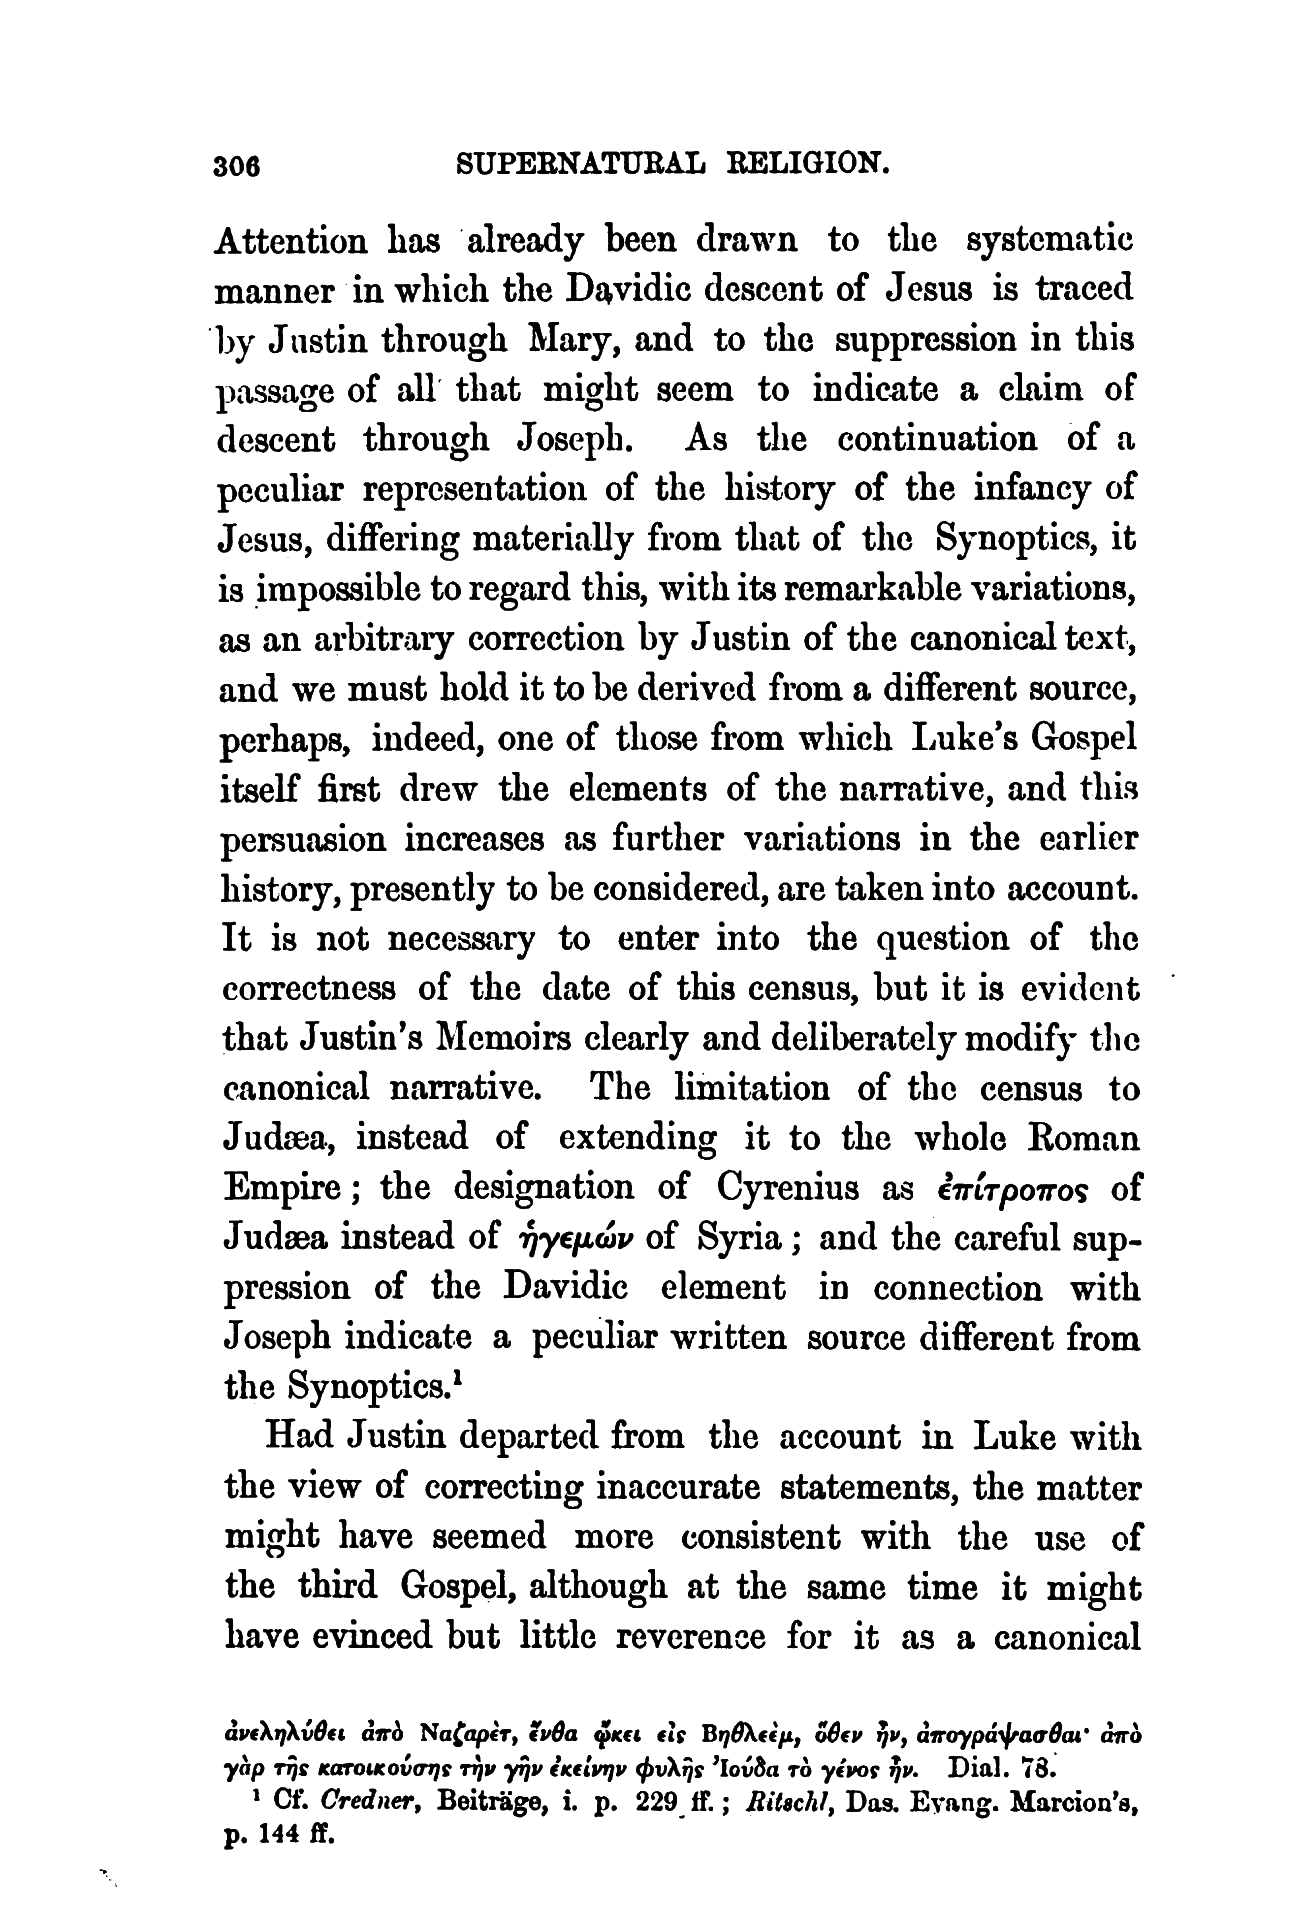 306 SUPERNATURAL RELIGION.
Attention has already been drawn to the systematic
manner in which the Davidic descent of Jesus is traced
by Justin through Mary, and to the suppression in this
passage of all that might seem to indicate a claim of
descent through Joseph. As the continuation of a
peculiar representation of the history of the infancy of
Jesus, differing materially from that of the Synoptics, it
is impossible to regard this, with its remarkable variations,
as an arbitrary correction by Justin of the canonical text,
and we must hold it to be derived from a different source,
perhaps, indeed, one of those from which Luke's Gospel
itself first drew the elements of the narrative, and this
persuasion increases as further variations in the earlier
history, presently to be considered, are taken into account.
It is not necessary to enter into the question of the
correctness of the date of this census, but it is evident
that Justin's Memoirs clearly and deliberately modify the
canonical narrative. The limitation of the census to
Judæa, instead of extending it to the whole Roman
Empire; the designation of Cyrenius as ἐπίτροπος of
Judæa instead of ἡγεμών of Syria; and the careful sup-
pression of the Davidic element in connection with
Joseph indicate a peculiar written source different from
the Synoptics.¹
Had Justin departed from the account in Luke with
the view of correcting inaccurate statements, the matter
might have seemed more consistent with the use of
the third Gospel, although at the same time it might
have evinced but little reverence for it as a canonical
ἀνεληλύθει ἀπὸ Ναζαρὲτ, ἔνθα ᾤκει εἰς Βηθλεὲμ, ὅθεν ἦν, ἀπογράψασθαι· ἀπὸ
γὰρ τῆς κατοικούσης τὴν γῆν ἐκείνην φυλῆς Ἰούδα τὸ γένος ἦν. Dial. 78.
¹ Cf. Credner, Beiträge, i. p. 229 ff.; Ritschl, Das. Evang. Marcion's,
p. 144 ff.